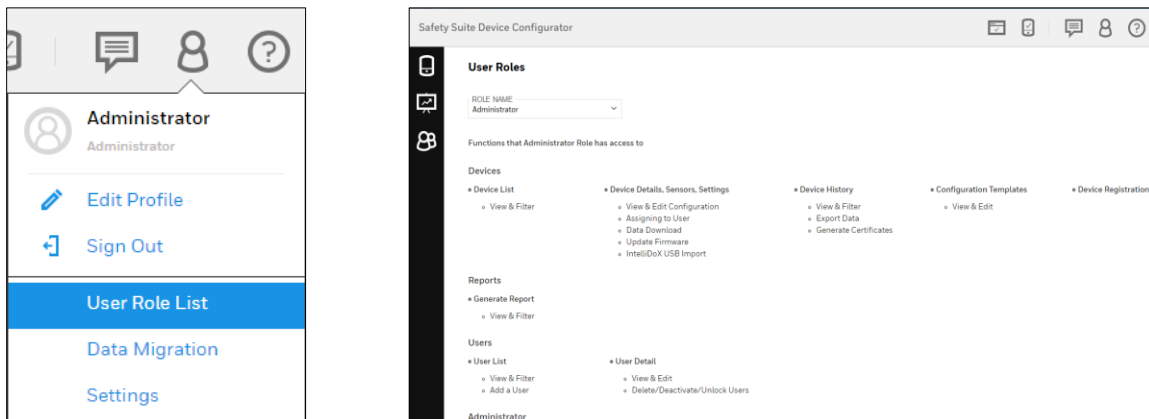 ?
Administrator
Administrator
Edit Profile
Sign Out
User Role List
Data Migration
Settings
Safety Suite Device Configurator
?
User Roles
ROLE NAME
Administrator
Functions that Administrator Role has access to
Devices
• Device List
○ View & Filter
• Device Details, Sensors, Settings
○ View & Edit Configuration
○ Assigning to User
○ Data Download
○ Update Firmware
○ IntelliDoX USB Import
• Device History
○ View & Filter
○ Export Data
○ Generate Certificates
• Configuration Templates
○ View & Edit
• Device Registration
Reports
• Generate Report
○ View & Filter
Users
• User List
○ View & Filter
○ Add a User
• User Detail
○ View & Edit
○ Delete/Deactivate/Unlock Users
Administrator